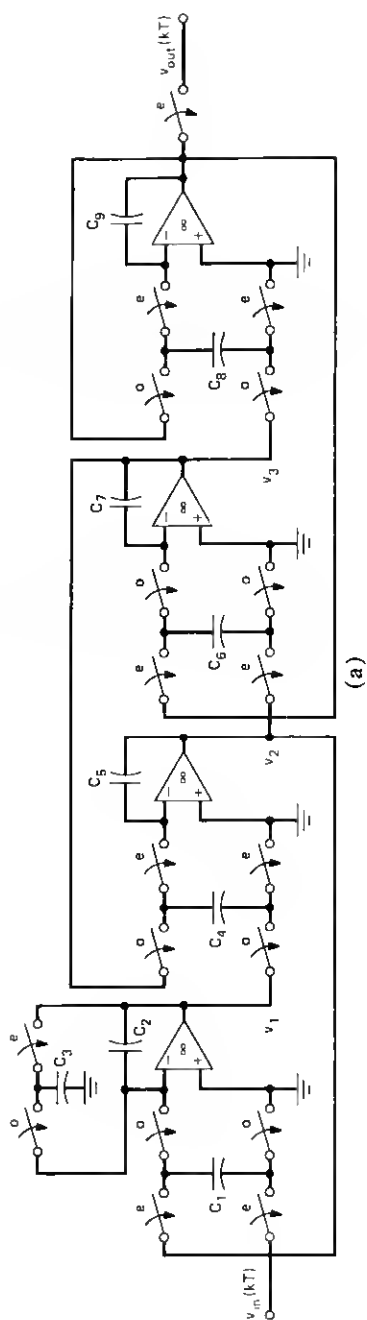 v_in(kT)
e o
C₁
e o
o e
C₃
C₂
− ∞ +
v₁
o e
C₄
o e
C₅
− ∞ +
v₂
e o
C₆
e o
C₇
− ∞ +
v₃
o e
C₈
o e
C₉
− ∞ +
e
v_out(kT)
(a)